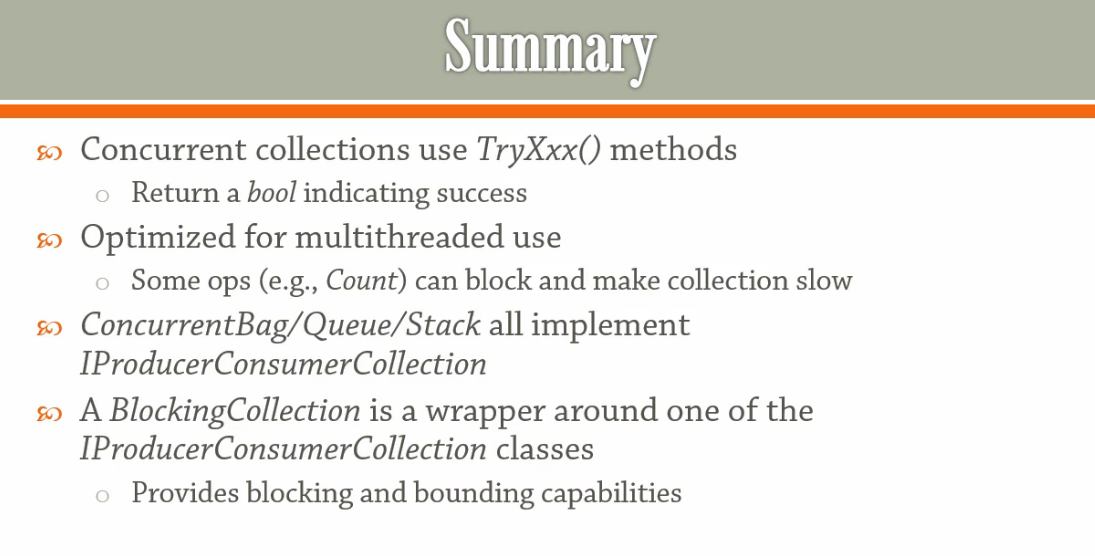 Summary
Concurrent collections use TryXxx() methods
Return a bool indicating success
Optimized for multithreaded use
Some ops (e.g., Count) can block and make collection slow
ConcurrentBag/Queue/Stack all implement
IProducerConsumerCollection
A BlockingCollection is a wrapper around one of the
IProducerConsumerCollection classes
Provides blocking and bounding capabilities